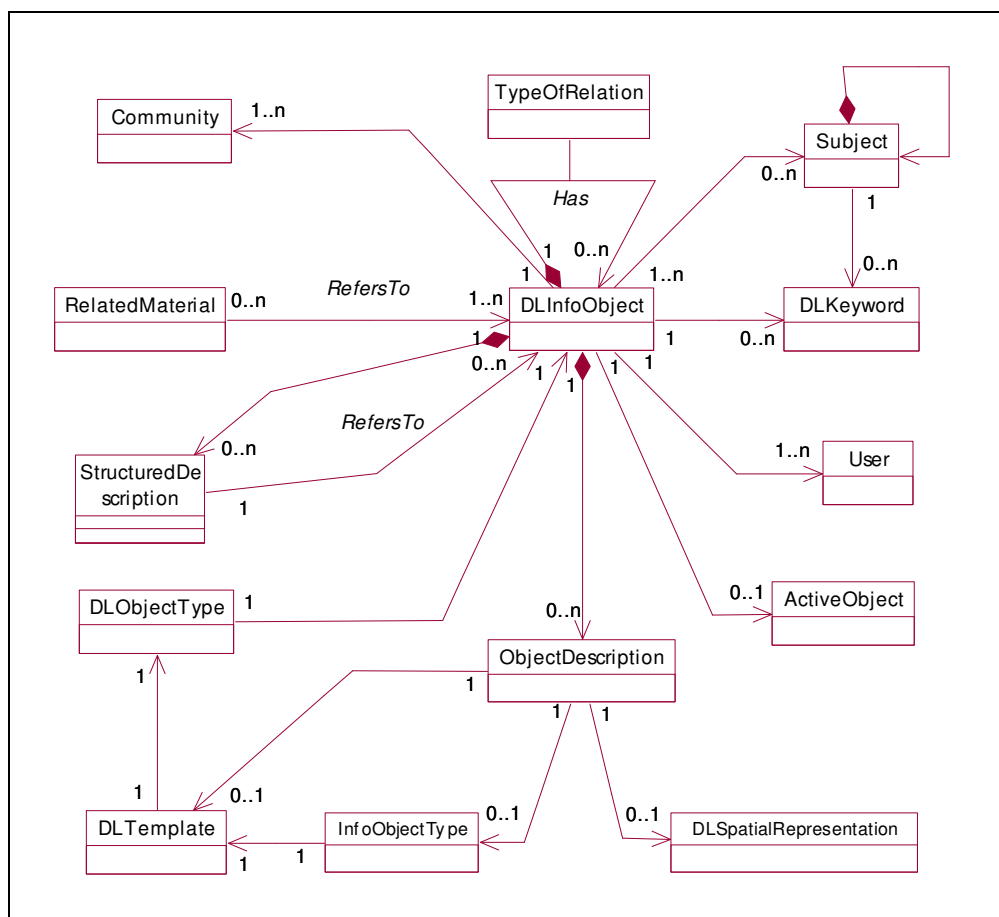 TypeOfRelation
Community
1..n
Subject
0..n
1
Has
1
0..n
1
1..n
0..n
RelatedMaterial
0..n
RefersTo
1..n
DLInfoObject
1
0..n
DLKeyword
1
0..n
1
1
1
1
RefersTo
0..n
StructuredDe
scription
1
1..n
User
DLObjectType
1
0..1
ActiveObject
0..n
ObjectDescription
1
1
1
1
1
0..1
0..1
0..1
DLTemplate
1
1
InfoObjectType
DLSpatialRepresentation